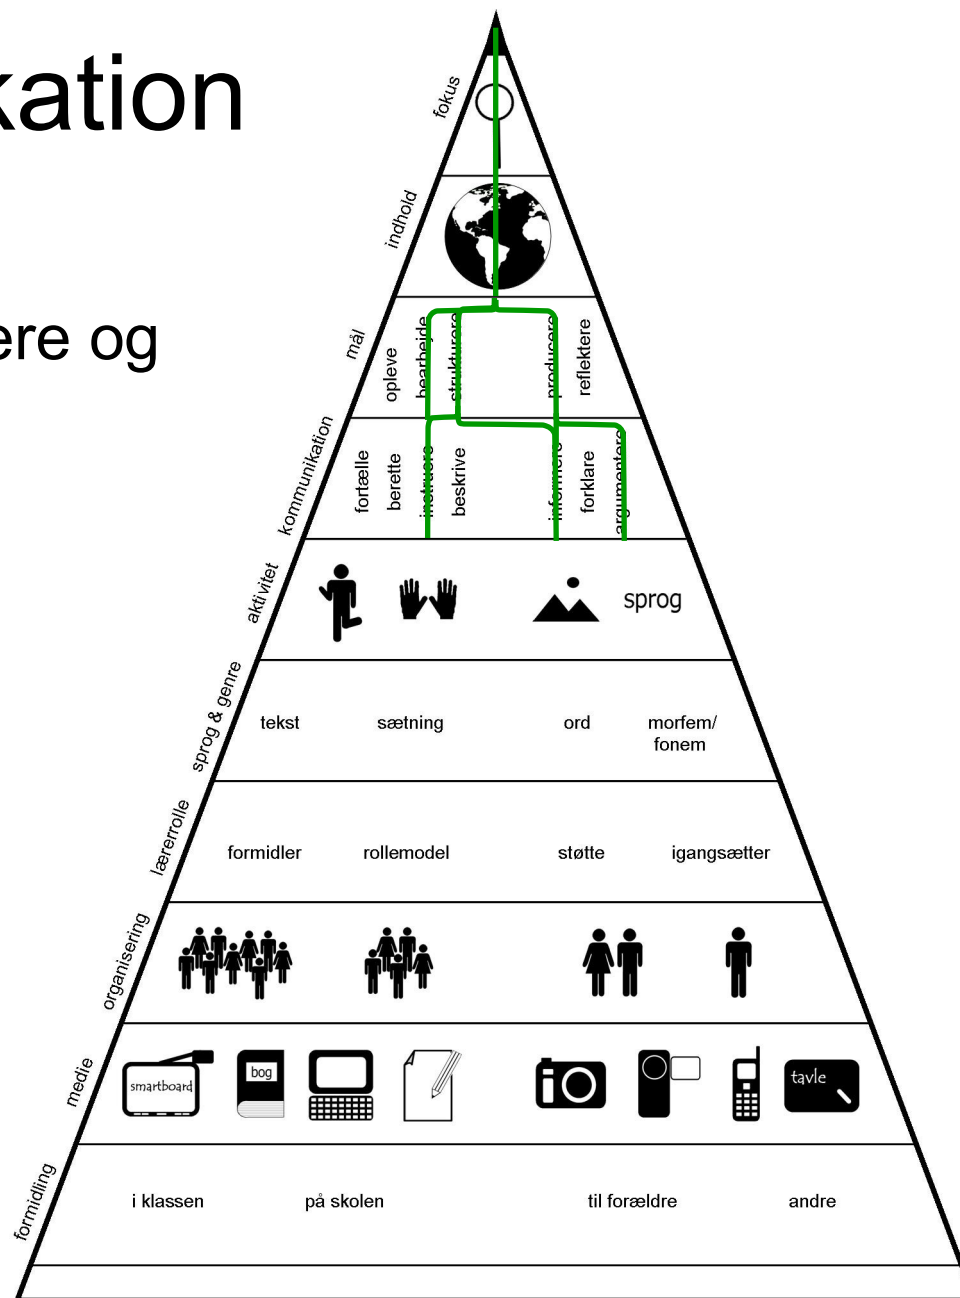 kation
ere og
fokus
indhold
mål
opleve
bearbejde
strukturere
producere
reflektere
kommunikation
fortælle
berette
instruere
beskrive
informere
forklare
argumentere
aktivitet
sprog
sprog & genre
tekst
sætning
ord
morfem/
fonem
lærerrolle
formidler
rollemodel
støtte
igangsætter
organisering
medie
smartboard
bog
tavle
formidling
i klassen
på skolen
til forældre
andre